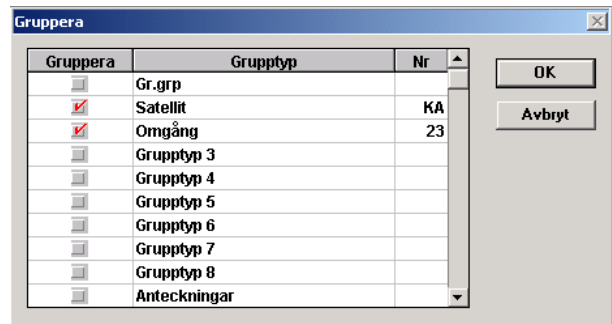 Gruppera
Gruppera Grupptyp Nr
Gr.grp
Satellit KA
Omgång 23
Grupptyp 3
Grupptyp 4
Grupptyp 5
Grupptyp 6
Grupptyp 7
Grupptyp 8
Anteckningar
OK
Avbryt